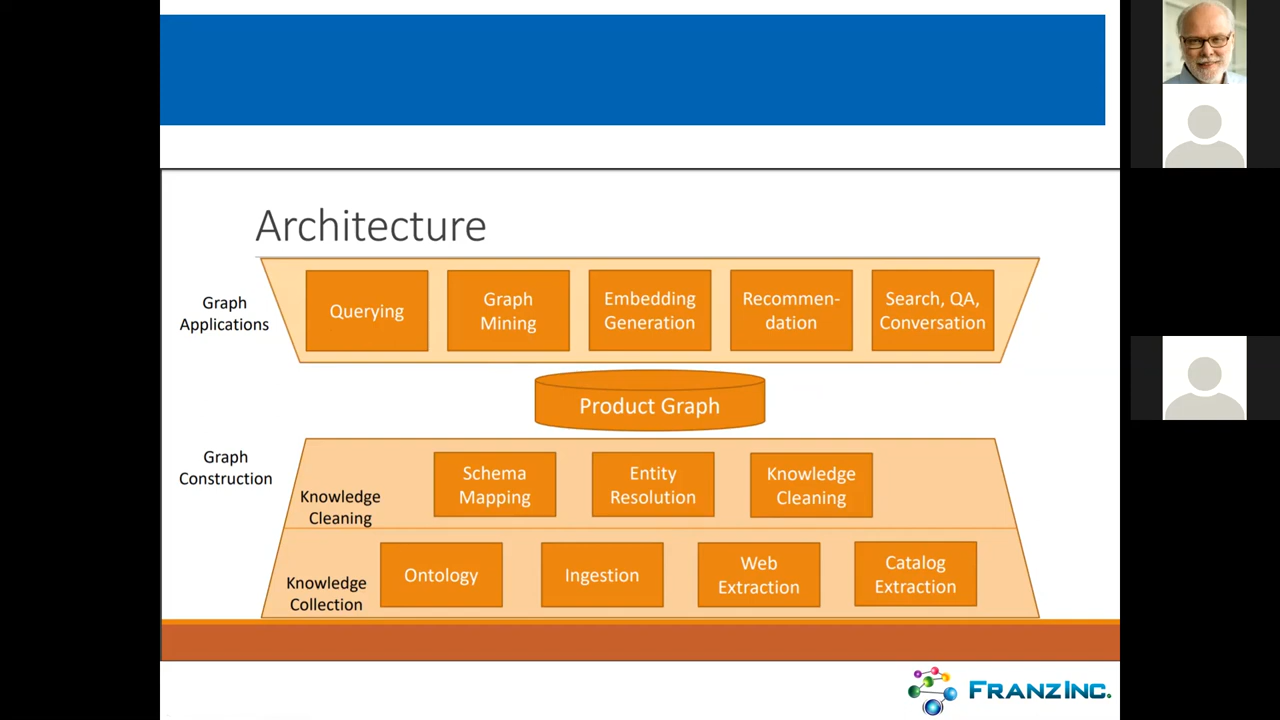 Architecture
Graph
Applications
Querying
Graph
Mining
Embedding
Generation
Recommen-
dation
Search, QA,
Conversation
Product Graph
Graph
Construction
Knowledge
Cleaning
Schema
Mapping
Entity
Resolution
Knowledge
Cleaning
Knowledge
Collection
Ontology
Ingestion
Web
Extraction
Catalog
Extraction
FRANZ INC.